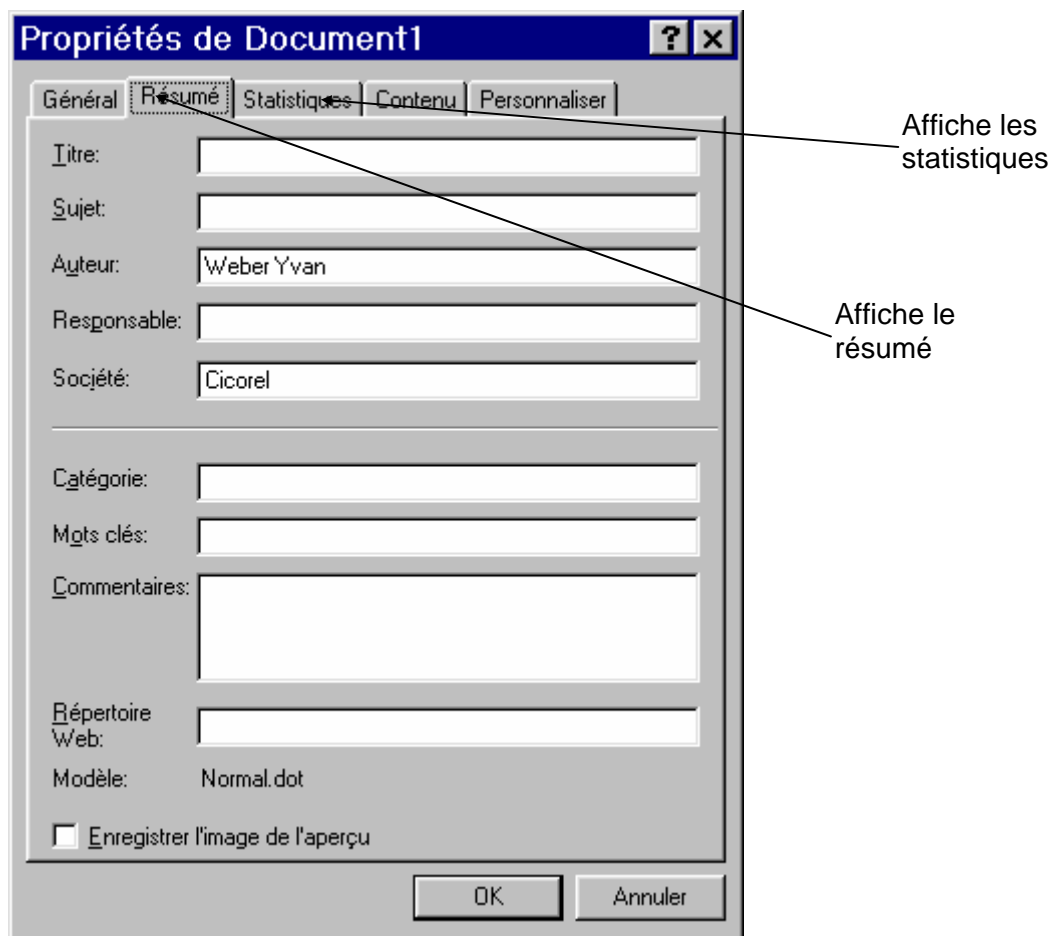 Propriétés de Document1
Général Résumé Statistiques Contenu Personnaliser
Affiche les
statistiques
Titre:
Sujet:
Auteur: Weber Yvan
Responsable:
Affiche le
résumé
Société: Cicorel
Catégorie:
Mots clés:
Commentaires:
Répertoire
Web:
Modèle: Normal.dot
Enregistrer l'image de l'aperçu
OK Annuler